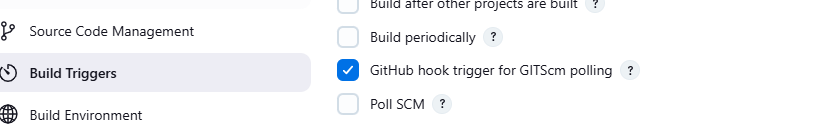 Build after other projects are built ?
Source Code Management
Build periodically ?
Build Triggers
GitHub hook trigger for GITScm polling ?
Poll SCM ?
Build Environment